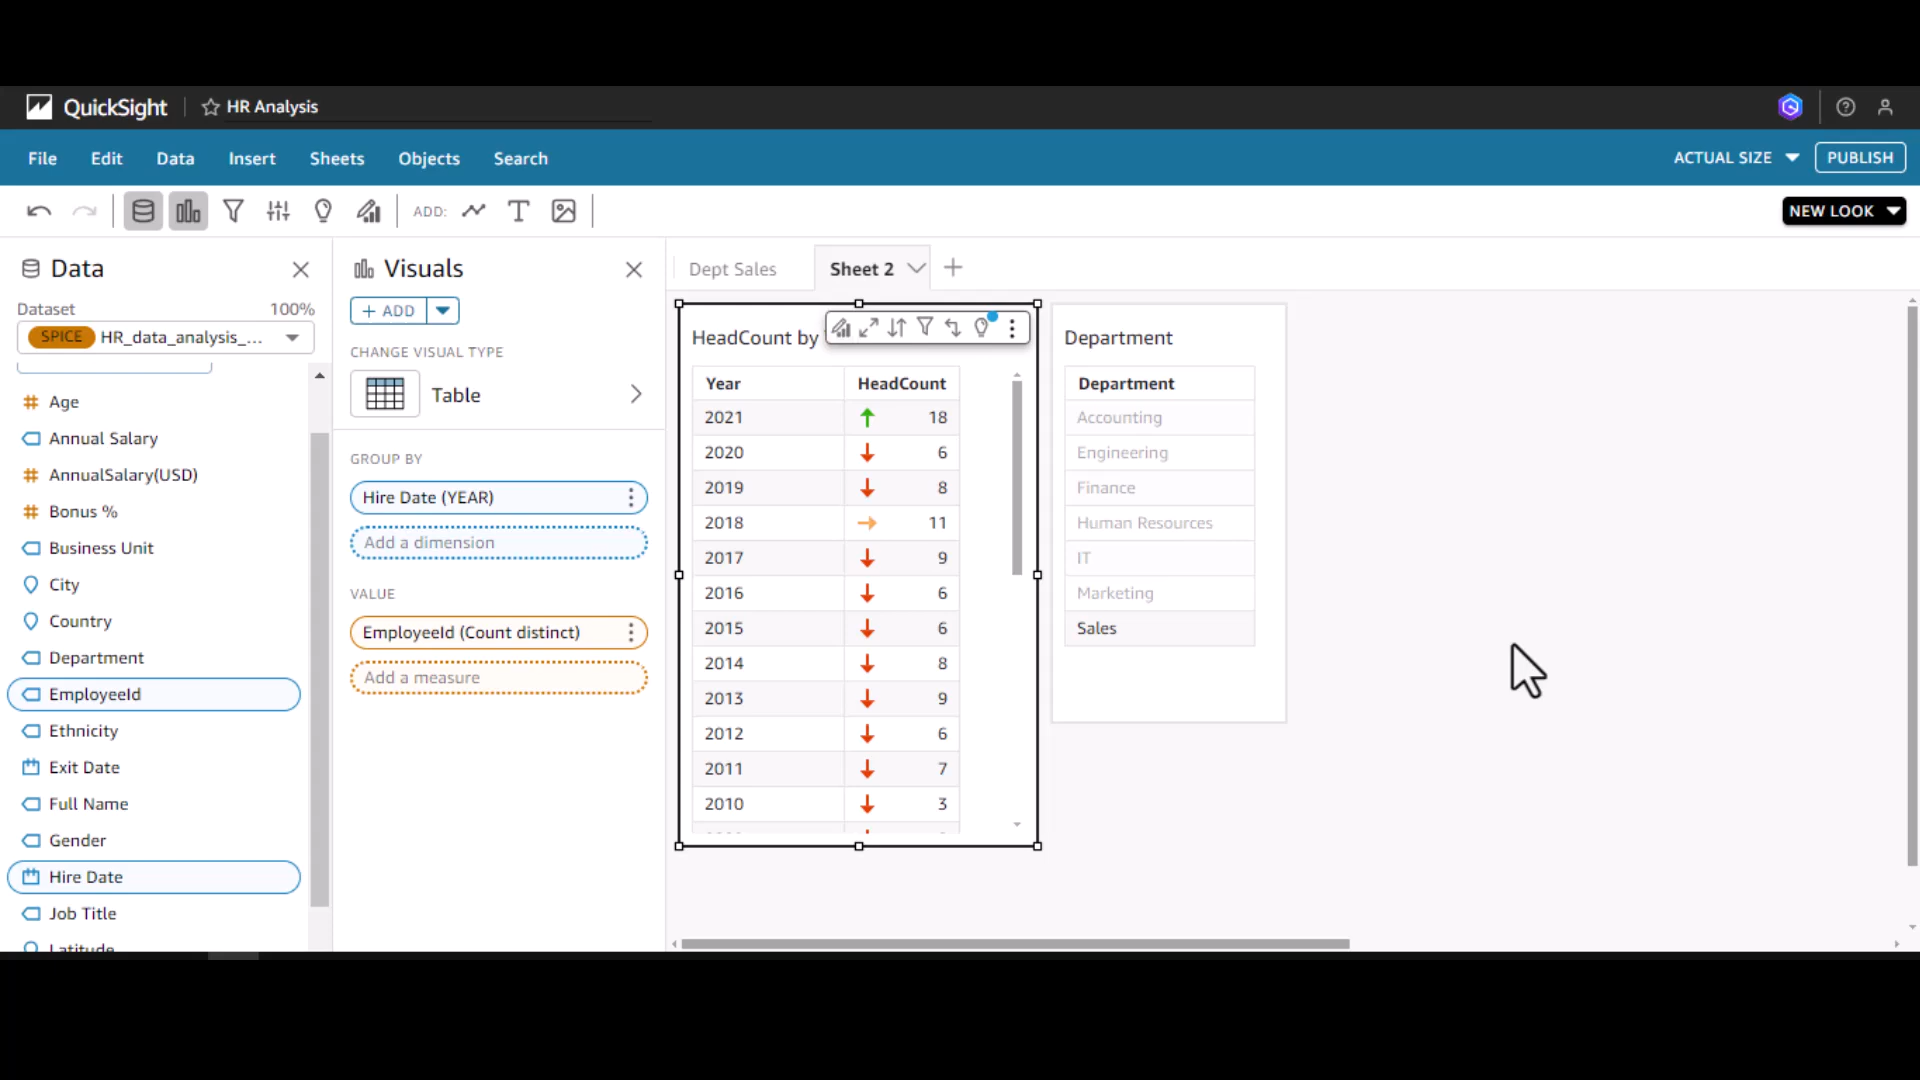 QuickSight
HR Analysis
File Edit Data Insert Sheets Objects Search
ACTUAL SIZE
PUBLISH
ADD:
NEW LOOK
Data
Dataset 100%
SPICE HR_data_analysis_...
Age
Annual Salary
AnnualSalary(USD)
Bonus %
Business Unit
City
Country
Department
EmployeeId
Ethnicity
Exit Date
Full Name
Gender
Hire Date
Job Title
Latitude
Visuals
+ ADD
CHANGE VISUAL TYPE
Table
GROUP BY
Hire Date (YEAR)
Add a dimension
VALUE
EmployeeId (Count distinct)
Add a measure
Dept Sales
Sheet 2
HeadCount by
Year HeadCount
2021 18
2020 6
2019 8
2018 11
2017 9
2016 6
2015 6
2014 8
2013 9
2012 6
2011 7
2010 3
Department
Department
Accounting
Engineering
Finance
Human Resources
IT
Marketing
Sales